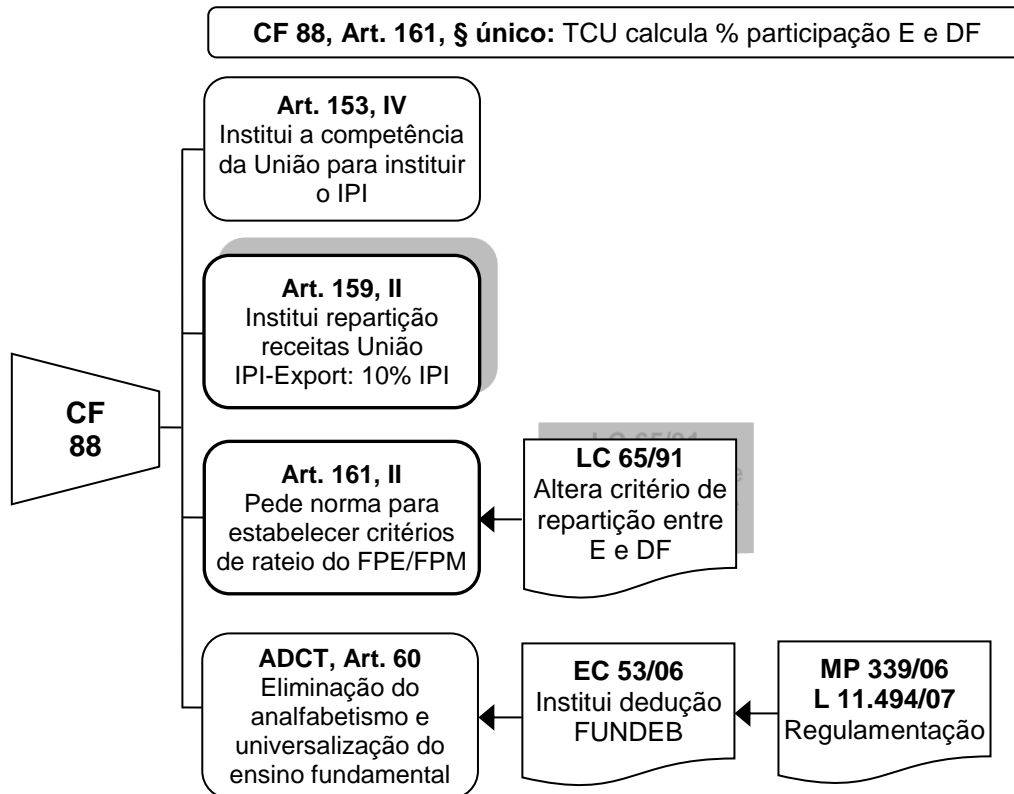 CF 88, Art. 161, § único: TCU calcula % participação E e DF
Art. 153, IV
Institui a competência
da União para instituir
o IPI
Art. 159, II
Institui repartição
receitas União
IPI-Export: 10% IPI
CF
88
Art. 161, II
Pede norma para
estabelecer critérios
de rateio do FPE/FPM
LC 65/91
Altera critério de
repartição entre
E e DF
ADCT, Art. 60
Eliminação do
analfabetismo e
universalização do
ensino fundamental
EC 53/06
Institui dedução
FUNDEB
MP 339/06
L 11.494/07
Regulamentação